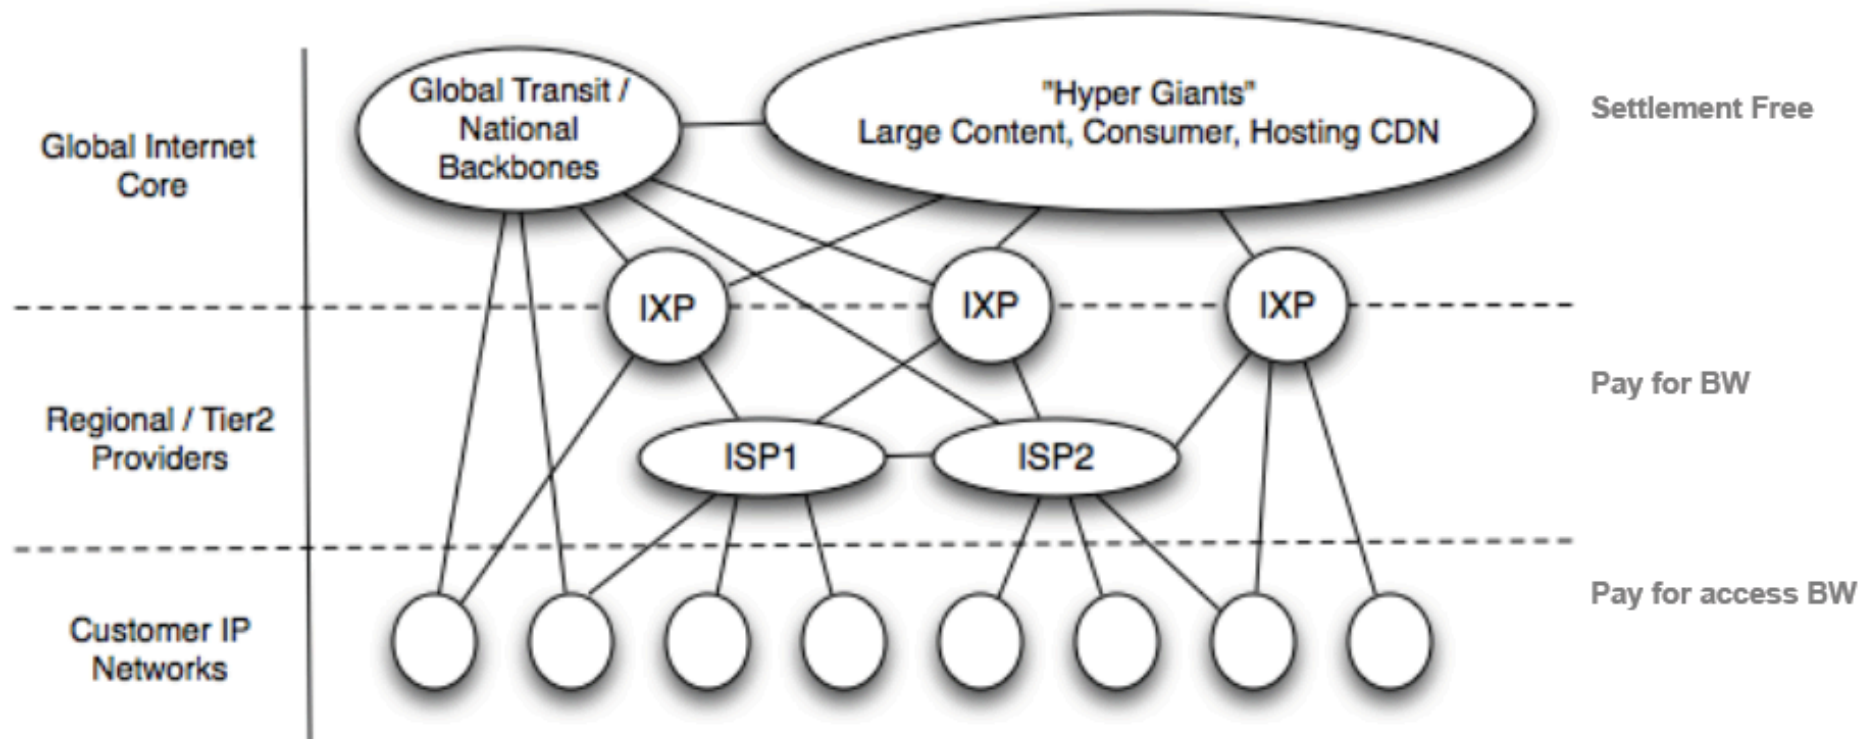 Global Transit /
National
Backbones
"Hyper Giants"
Large Content, Consumer, Hosting CDN
Settlement Free
Global Internet
Core
IXP
IXP
IXP
Pay for BW
Regional / Tier2
Providers
ISP1
ISP2
Pay for access BW
Customer IP
Networks